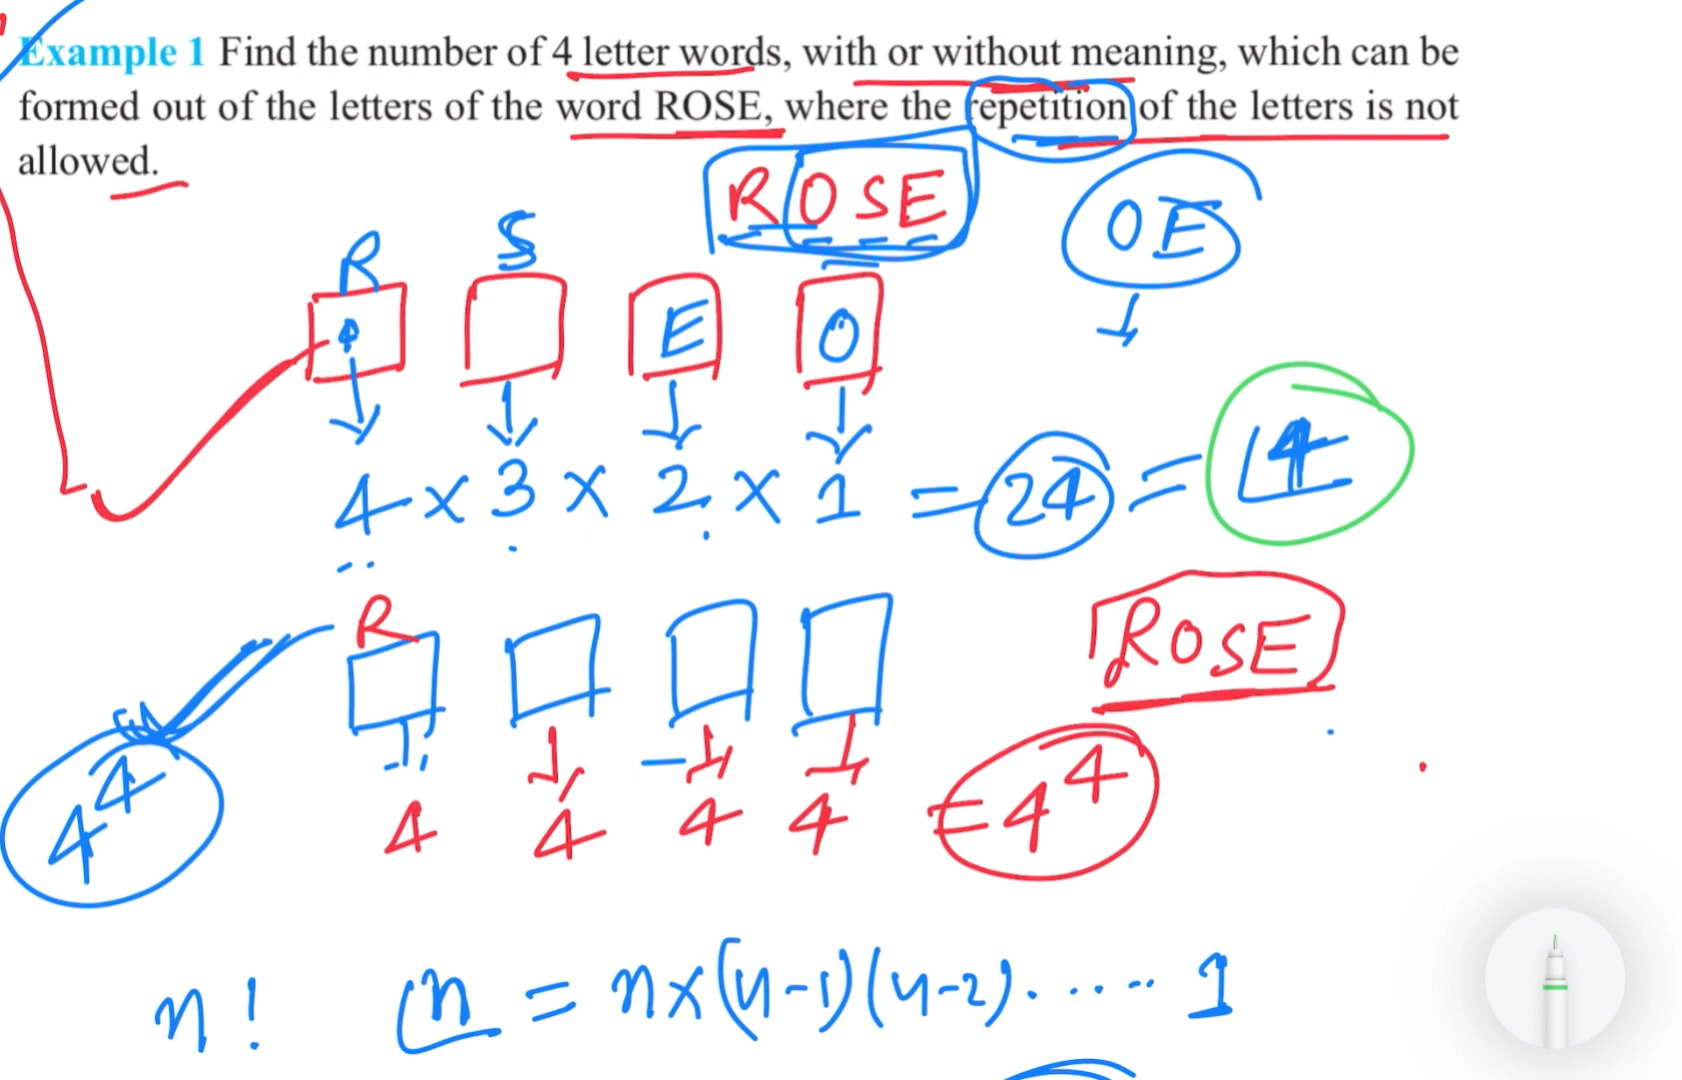 Example 1 Find the number of 4 letter words, with or without meaning, which can be
formed out of the letters of the word ROSE, where the repetition of the letters is not
allowed.
ROSE
OE
R S
E O
4 × 3 × 2 × 1 = 24 = ⌊4
R
ROSE
4 4 4 4 = 4⁴
4⁴
n! ⌊n = n×(n-1)(n-2)....... 1